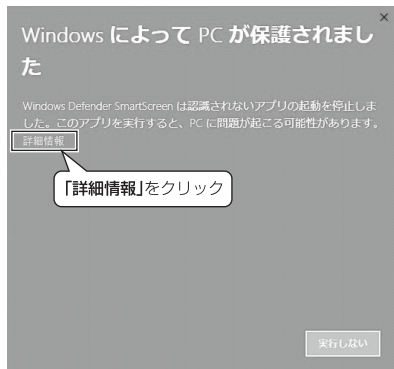 ×
Windows によって PC が保護されまし
た
Windows Defender SmartScreen は認識されないアプリの起動を停止しま
した。このアプリを実行すると、PC に問題が起こる可能性があります。
詳細情報
「詳細情報」をクリック
実行しない